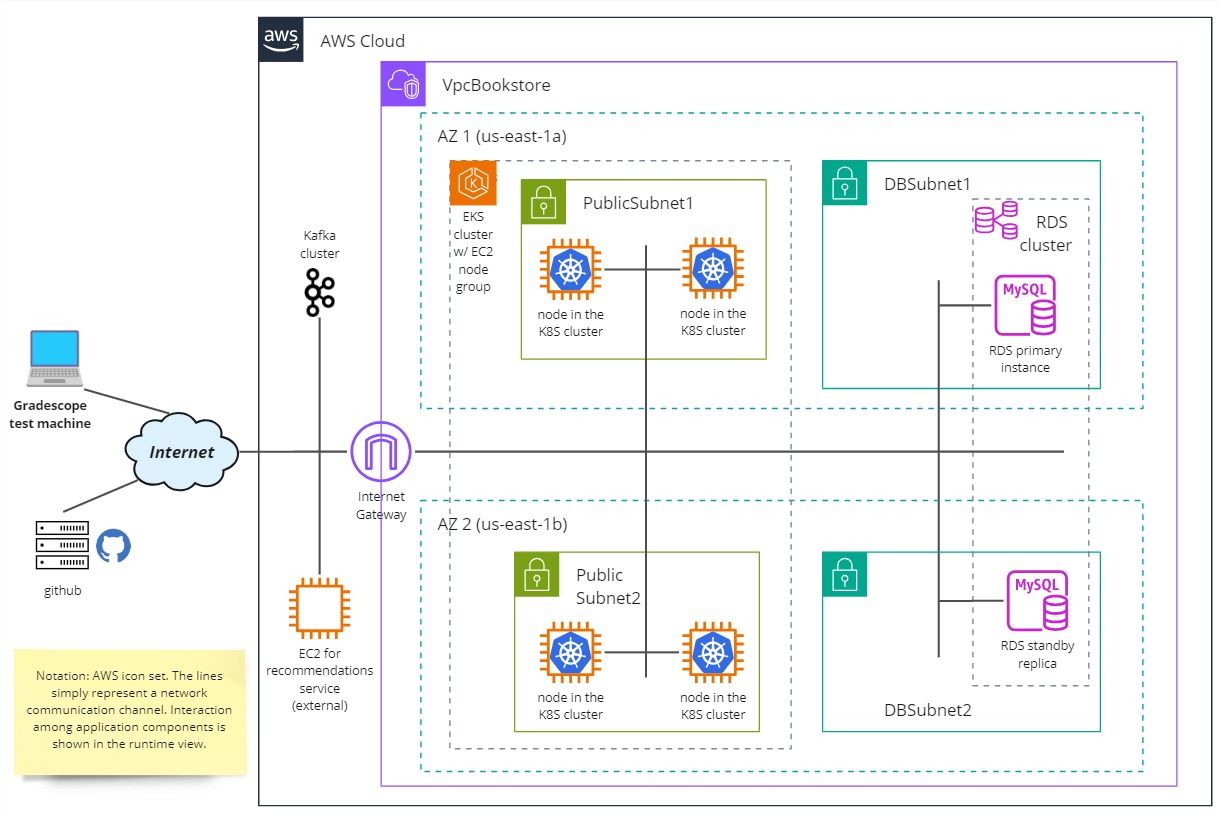 aws
AWS Cloud
VpcBookstore
AZ 1 (us-east-1a)
EKS
cluster
w/ EC2
node
group
PublicSubnet1
node in the
K8S cluster
node in the
K8S cluster
DBSubnet1
RDS
cluster
MySQL
RDS primary
instance
Kafka
cluster
Gradescope
test machine
Internet
Internet
Gateway
github
AZ 2 (us-east-1b)
Public
Subnet2
node in the
K8S cluster
node in the
K8S cluster
MySQL
RDS standby
replica
DBSubnet2
EC2 for
recommendations
service
(external)
Notation: AWS icon set. The lines
simply represent a network
communication channel. Interaction
among application components is
shown in the runtime view.